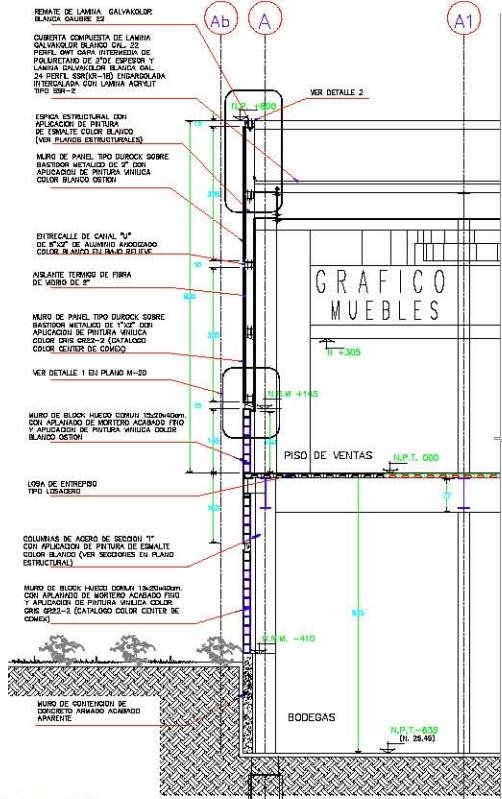 REMATE DE LAMINA GALVAKOLOR
BLANCA CALIBRE 22
Ab
A
A1
CUBIERTA COMPUESTA DE LAMINA
GALVAKOLOR BLANCO CAL. 22
PERFIL GWT CAPA INTERMEDIA DE
POLIURETANO DE 2"DE ESPESOR Y
LAMINA GALVAKOLOR BLANCA CAL.
24 PERFIL SSR(KR-18) ENGARGOLADA
INTERCALADA CON LAMINA ACRYLIT
TIPO SSR-2
VER DETALLE 2
N.P. +800
ESPIGA ESTRUCTURAL CON
APLICACION DE PINTURA
DE ESMALTE COLOR BLANCO
(VER PLANOS ESTRUCTURALES)
MURO DE PANEL TIPO DUROCK SOBRE
BASTIDOR METALICO DE 2" CON
APLICACION DE PINTURA VINILICA
COLOR BLANCO OSTION
ENTRECALLE DE CANAL "U"
DE 6"X2" DE ALUMINIO ANODIZADO
COLOR BLANCO EN BAJO RELIEVE
AISLANTE TERMICO DE FIBRA
DE VIDRIO DE 2"
GRAFICO
MUEBLES
MURO DE PANEL TIPO DUROCK SOBRE
BASTIDOR METALICO DE 1"X2" CON
APLICACION DE PINTURA VINILICA
COLOR GRIS GR22-2 (CATALOGO
COLOR CENTER DE COMEX)
N +305
VER DETALLE 1 EN PLANO M-20
+145
MURO DE BLOCK HUECO COMUN 15x20x40cm.
CON APLANADO DE MORTERO ACABADO FINO
Y APLICACION DE PINTURA VINILICA COLOR
BLANCO OSTION
PISO DE VENTAS
N.P.T. 000
LOSA DE ENTREPISO
TIPO LOSACERO
COLUMNAS DE ACERO DE SECCION "I"
CON APLICACION DE PINTURA DE ESMALTE
COLOR BLANCO (VER SECCIONES EN PLANO
ESTRUCTURAL)
MURO DE BLOCK HUECO COMUN 15x20x40cm.
CON APLANADO DE MORTERO ACABADO FINO
Y APLICACION DE PINTURA VINILICA COLOR
GRIS GR22-2 (CATALOGO COLOR CENTER DE
COMEX)
-410
MURO DE CONTENCION DE
CONCRETO ARMADO ACABADO
APARENTE
BODEGAS
N.P.T.-635
(N. 25.45)